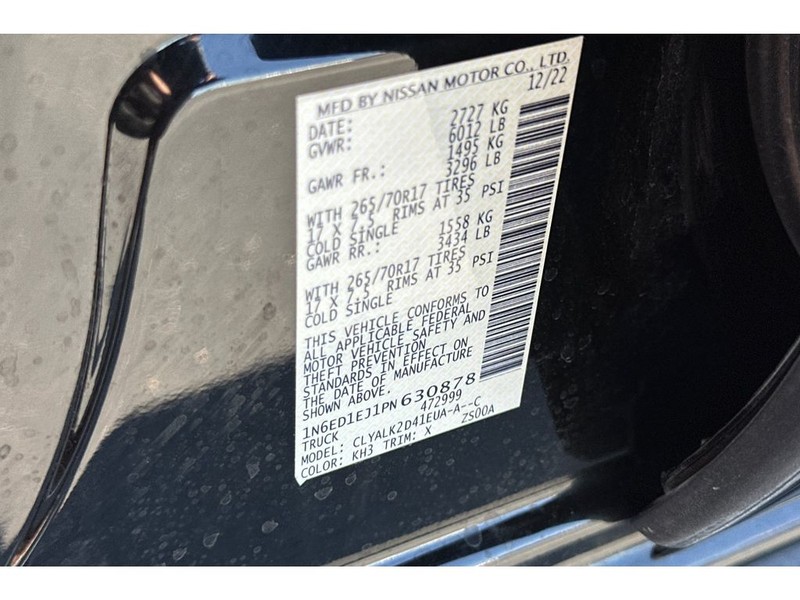 MFD BY NISSAN MOTOR CO., LTD.
DATE: 12/22
GVWR: 2727 KG
6012 LB
GAWR FR.: 1495 KG
3296 LB
WITH 265/70R17 TIRES
17 X 7.5 RIMS AT 35 PSI
COLD SINGLE
GAWR RR.: 1558 KG
3434 LB
WITH 265/70R17 TIRES
17 X 7.5 RIMS AT 35 PSI
COLD SINGLE
THIS VEHICLE CONFORMS TO
ALL APPLICABLE FEDERAL
MOTOR VEHICLE SAFETY AND
THEFT PREVENTION
STANDARDS IN EFFECT ON
THE DATE OF MANUFACTURE
SHOWN ABOVE.
1N6ED1EJ1PN630878
TRUCK 472999
MODEL: CLYALK2D41EUA-A--C
COLOR: KH3 TRIM: X ZS00A